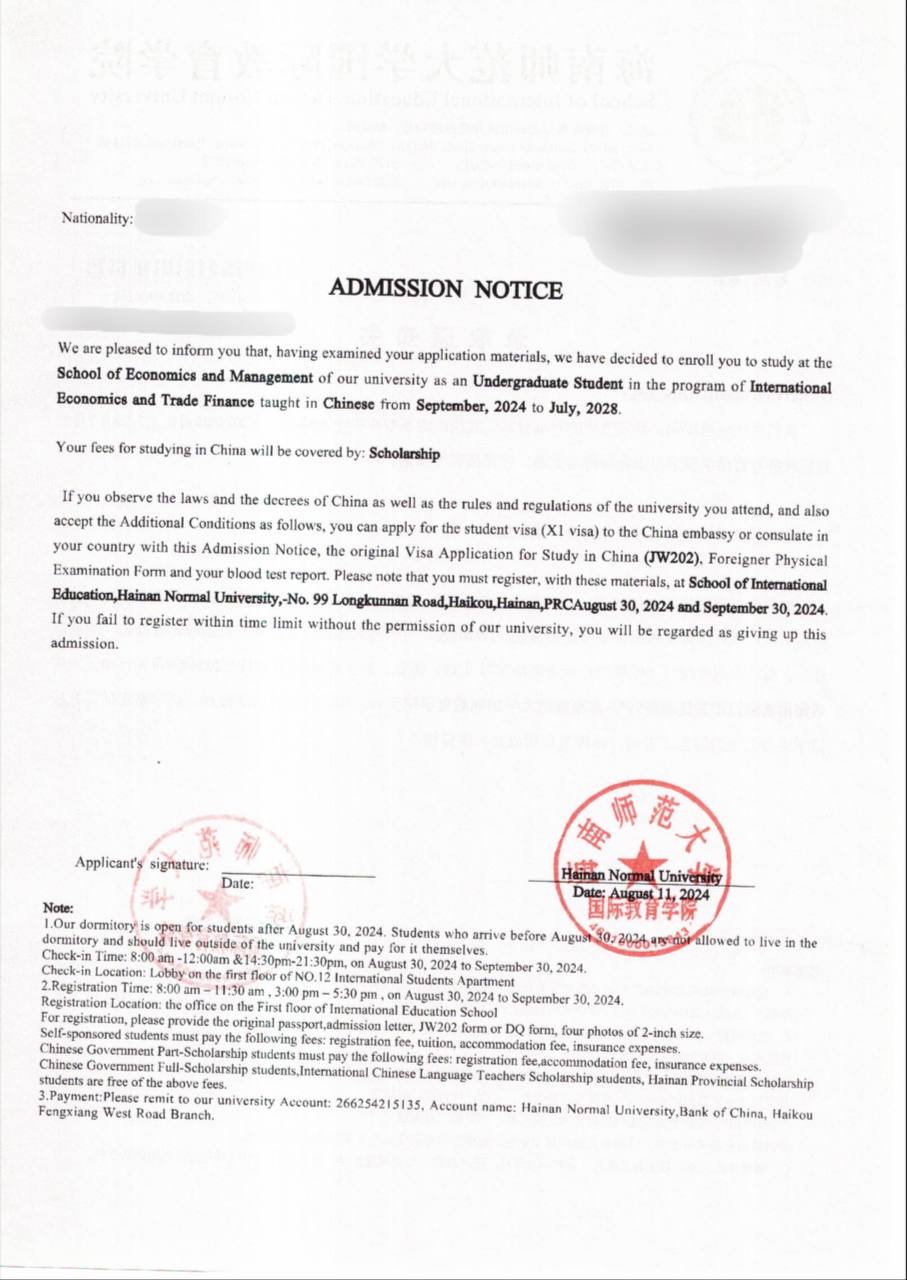 Nationality:
ADMISSION NOTICE
We are pleased to inform you that, having examined your application materials, we have decided to enroll you to study at the
School of Economics and Management of our university as an Undergraduate Student in the program of International
Economics and Trade Finance taught in Chinese from September, 2024 to July, 2028.
Your fees for studying in China will be covered by: Scholarship
If you observe the laws and the decrees of China as well as the rules and regulations of the university you attend, and also
accept the Additional Conditions as follows, you can apply for the student visa (X1 visa) to the China embassy or consulate in
your country with this Admission Notice, the original Visa Application for Study in China (JW202), Foreigner Physical
Examination Form and your blood test report. Please note that you must register, with these materials, at School of International
Education,Hainan Normal University,-No. 99 Longkunnan Road,Haikou,Hainan,PRCAugust 30, 2024 and September 30, 2024.
If you fail to register within time limit without the permission of our university, you will be regarded as giving up this
admission.
海南师范大学
Applicant's signature:
Hainan Normal University
Date:
Date: August 11, 2024
国际教育学院
Note:
1.Our dormitory is open for students after August 30, 2024. Students who arrive before August 30, 2024 are not allowed to live in the
dormitory and should live outside of the university and pay for it themselves.
Check-in Time: 8:00 am -12:00am &14:30pm-21:30pm, on August 30, 2024 to September 30, 2024.
Check-in Location: Lobby on the first floor of NO.12 International Students Apartment
2.Registration Time: 8:00 am – 11:30 am , 3:00 pm – 5:30 pm , on August 30, 2024 to September 30, 2024.
Registration Location: the office on the First floor of International Education School
For registration, please provide the original passport,admission letter, JW202 form or DQ form, four photos of 2-inch size.
Self-sponsored students must pay the following fees: registration fee, tuition, accommodation fee, insurance expenses.
Chinese Government Part-Scholarship students must pay the following fees: registration fee,accommodation fee, insurance expenses.
Chinese Government Full-Scholarship students,International Chinese Language Teachers Scholarship students, Hainan Provincial Scholarship
students are free of the above fees.
3.Payment:Please remit to our university Account: 266254215135, Account name: Hainan Normal University,Bank of China, Haikou
Fengxiang West Road Branch.